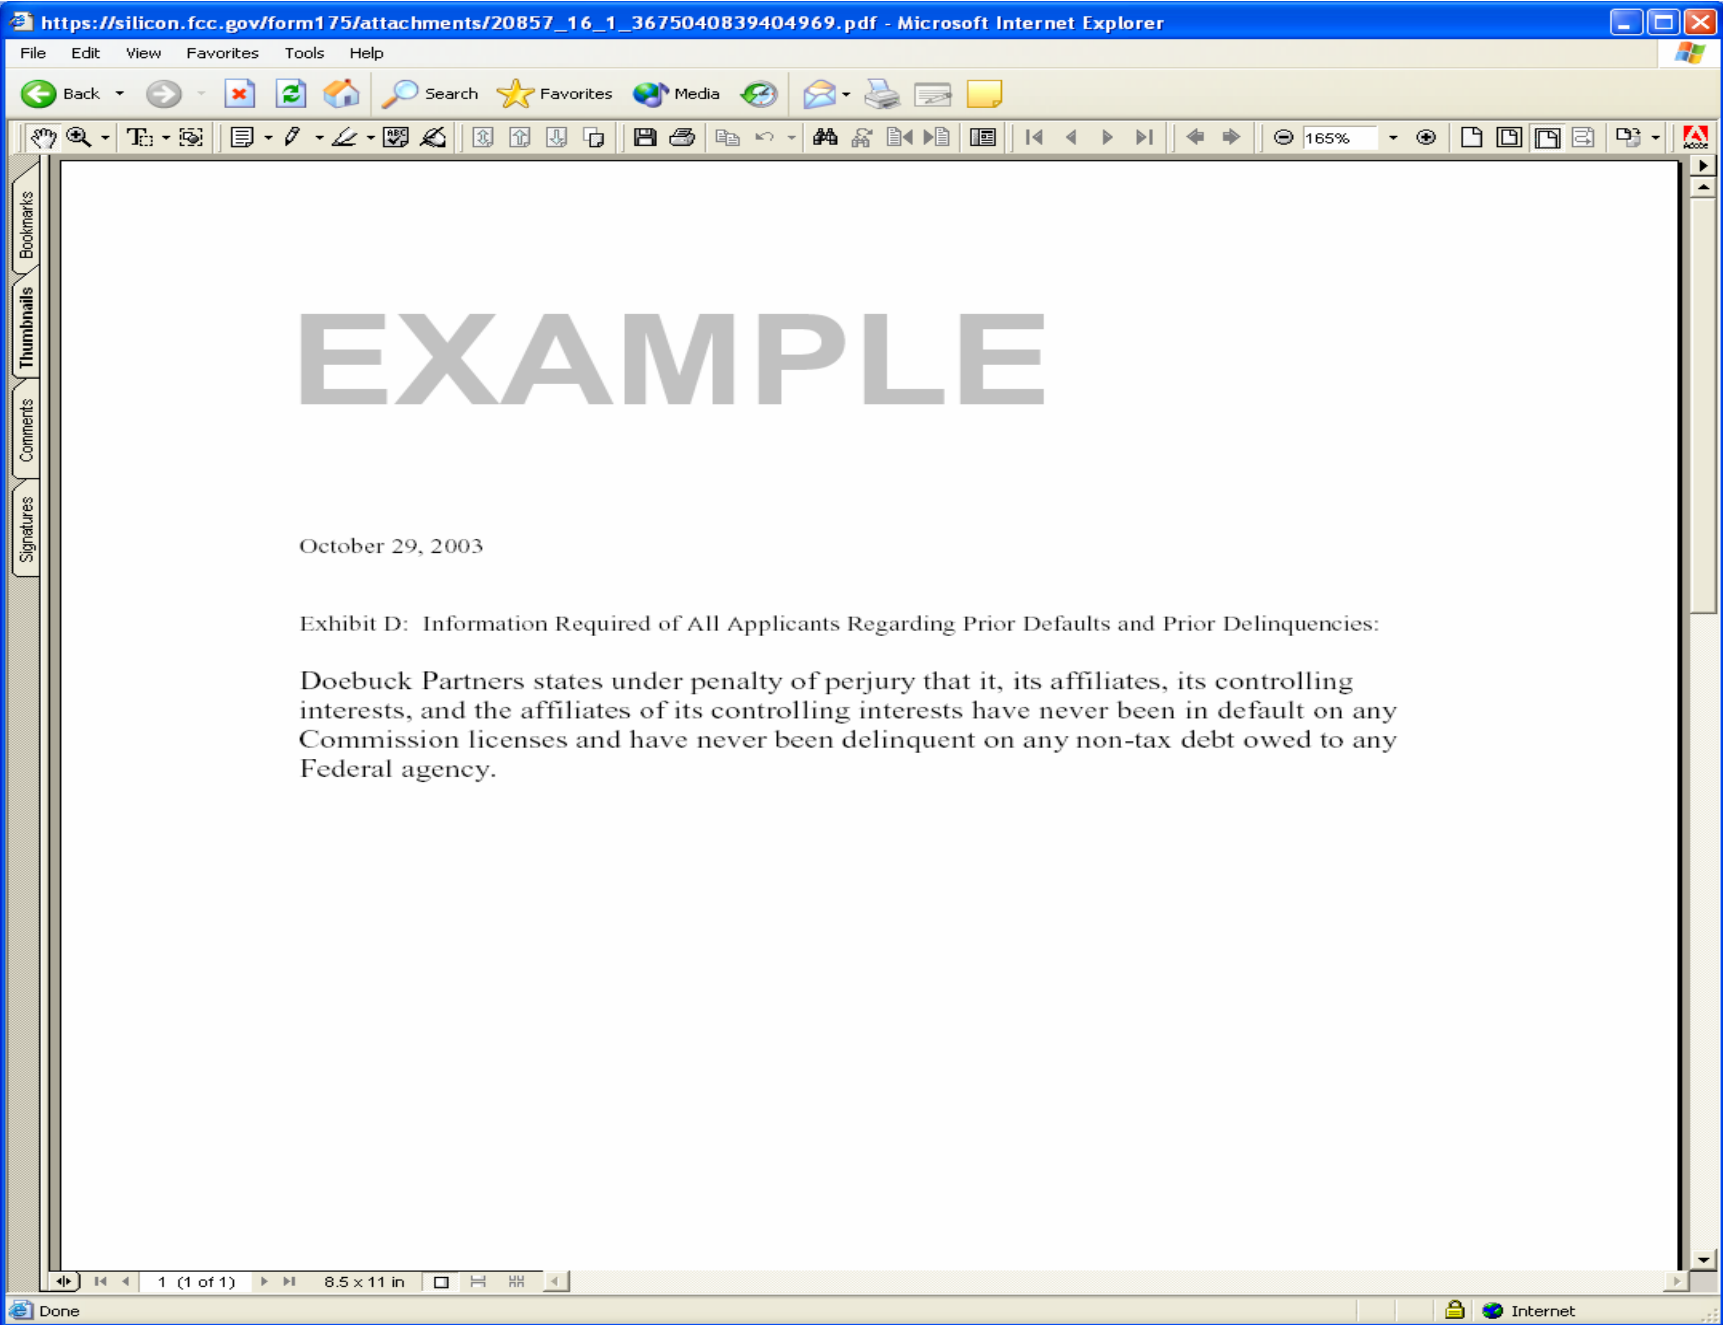 https://silicon.fcc.gov/form175/attachments/20857_16_1_3675040839404969.pdf - Microsoft Internet Explorer
File Edit View Favorites Tools Help
Back Search Favorites Media
165%
Adobe
Bookmarks
Thumbnails
Comments
Signatures
EXAMPLE
October 29, 2003
Exhibit D: Information Required of All Applicants Regarding Prior Defaults and Prior Delinquencies:
Doebuck Partners states under penalty of perjury that it, its affiliates, its controlling
interests, and the affiliates of its controlling interests have never been in default on any
Commission licenses and have never been delinquent on any non-tax debt owed to any
Federal agency.
1 (1 of 1) 8.5 x 11 in
Done Internet